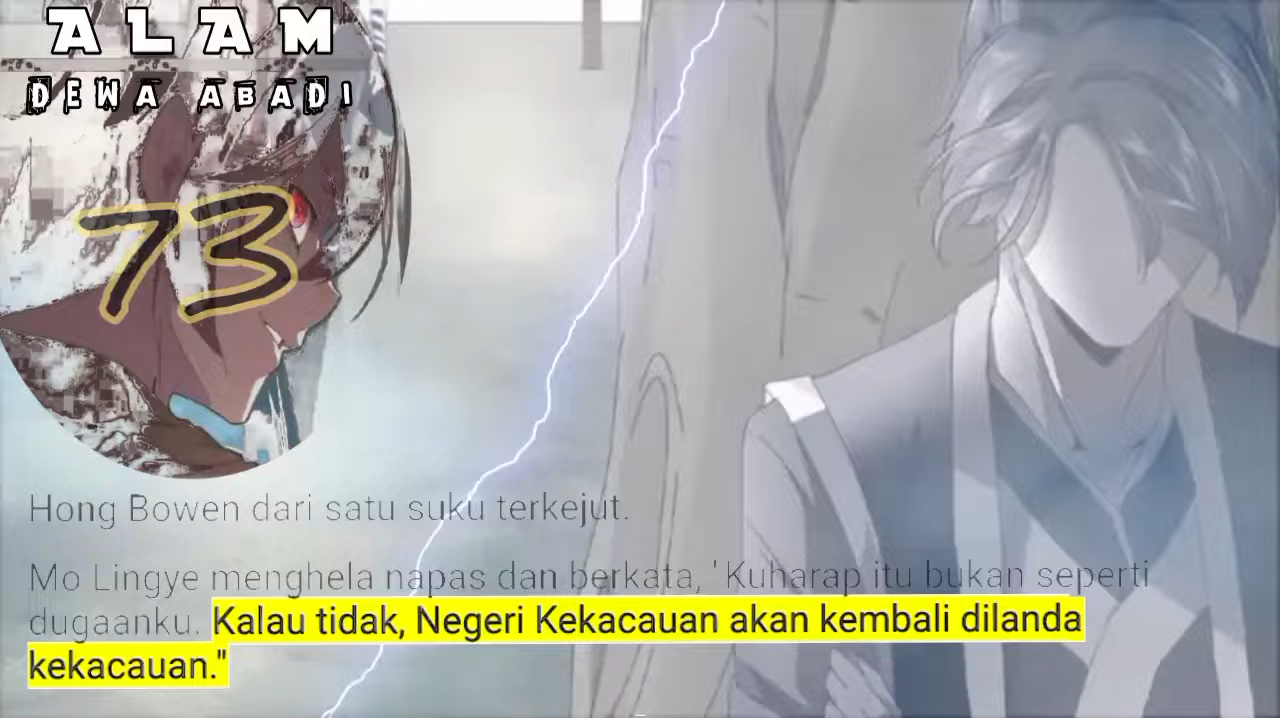 ALAM
DEWA ABADI
73
Hong Bowen dari satu suku terkejut.
Mo Lingye menghela napas dan berkata, 'Kuharap itu bukan seperti
dugaanku. Kalau tidak, Negeri Kekacauan akan kembali dilanda
kekacauan."